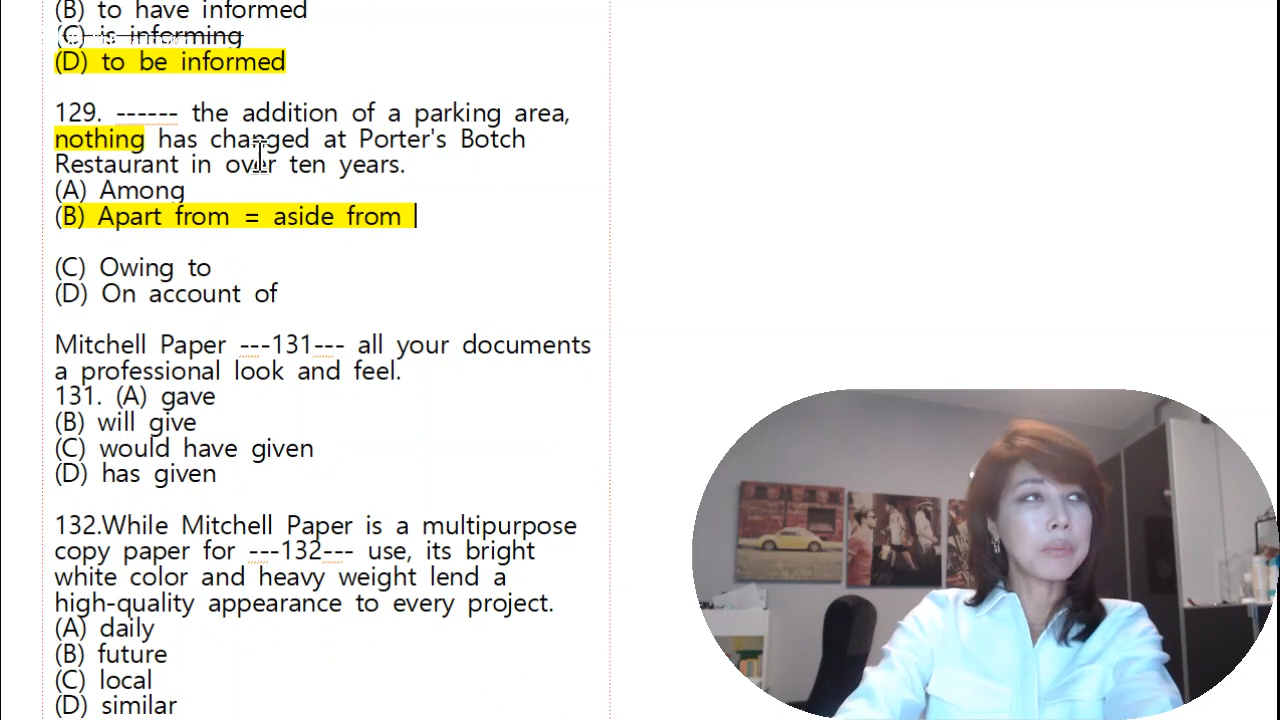 (B) to have informed
(C) is informing
(D) to be informed
129. ------ the addition of a parking area,
nothing has changed at Porter's Botch
Restaurant in over ten years.
(A) Among
(B) Apart from = aside from
(C) Owing to
(D) On account of
Mitchell Paper ---131--- all your documents
a professional look and feel.
131. (A) gave
(B) will give
(C) would have given
(D) has given
132.While Mitchell Paper is a multipurpose
copy paper for ---132--- use, its bright
white color and heavy weight lend a
high-quality appearance to every project.
(A) daily
(B) future
(C) local
(D) similar